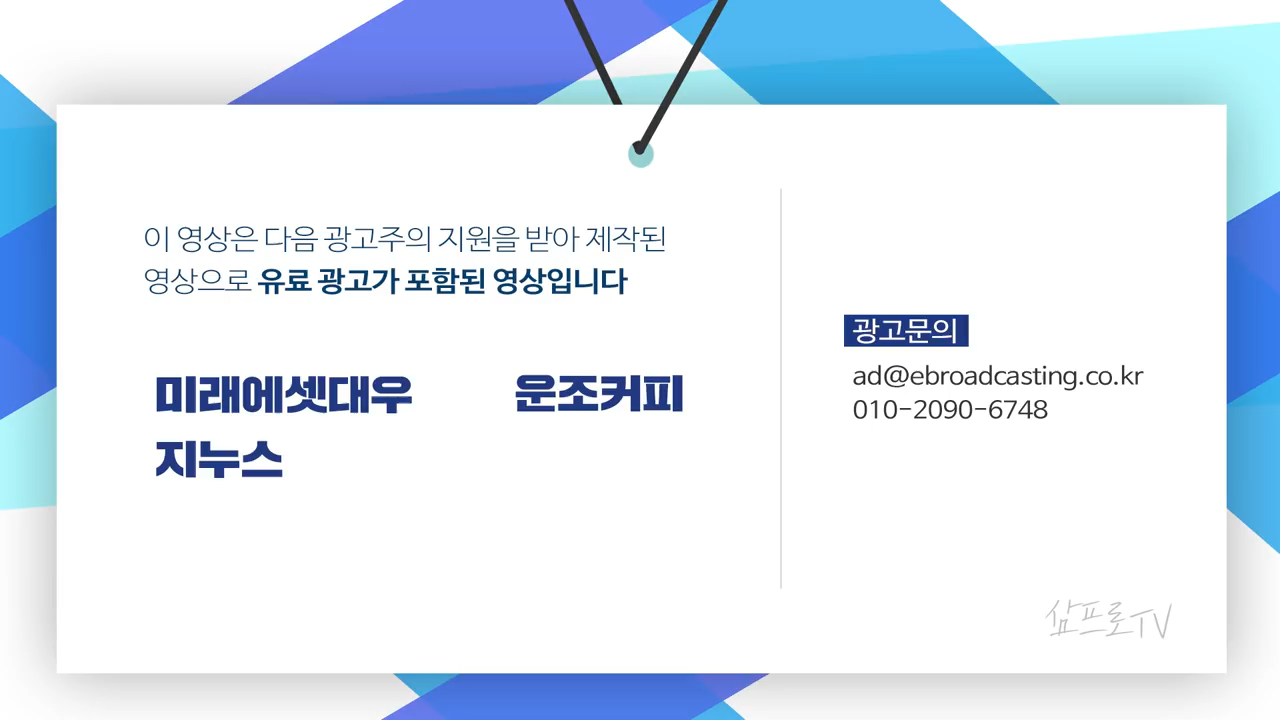 이 영상은 다음 광고주의 지원을 받아 제작된
영상으로 유료 광고가 포함된 영상입니다
미래에셋대우 운조커피
지누스
광고문의
ad@ebroadcasting.co.kr
010-2090-6748
삼프로TV